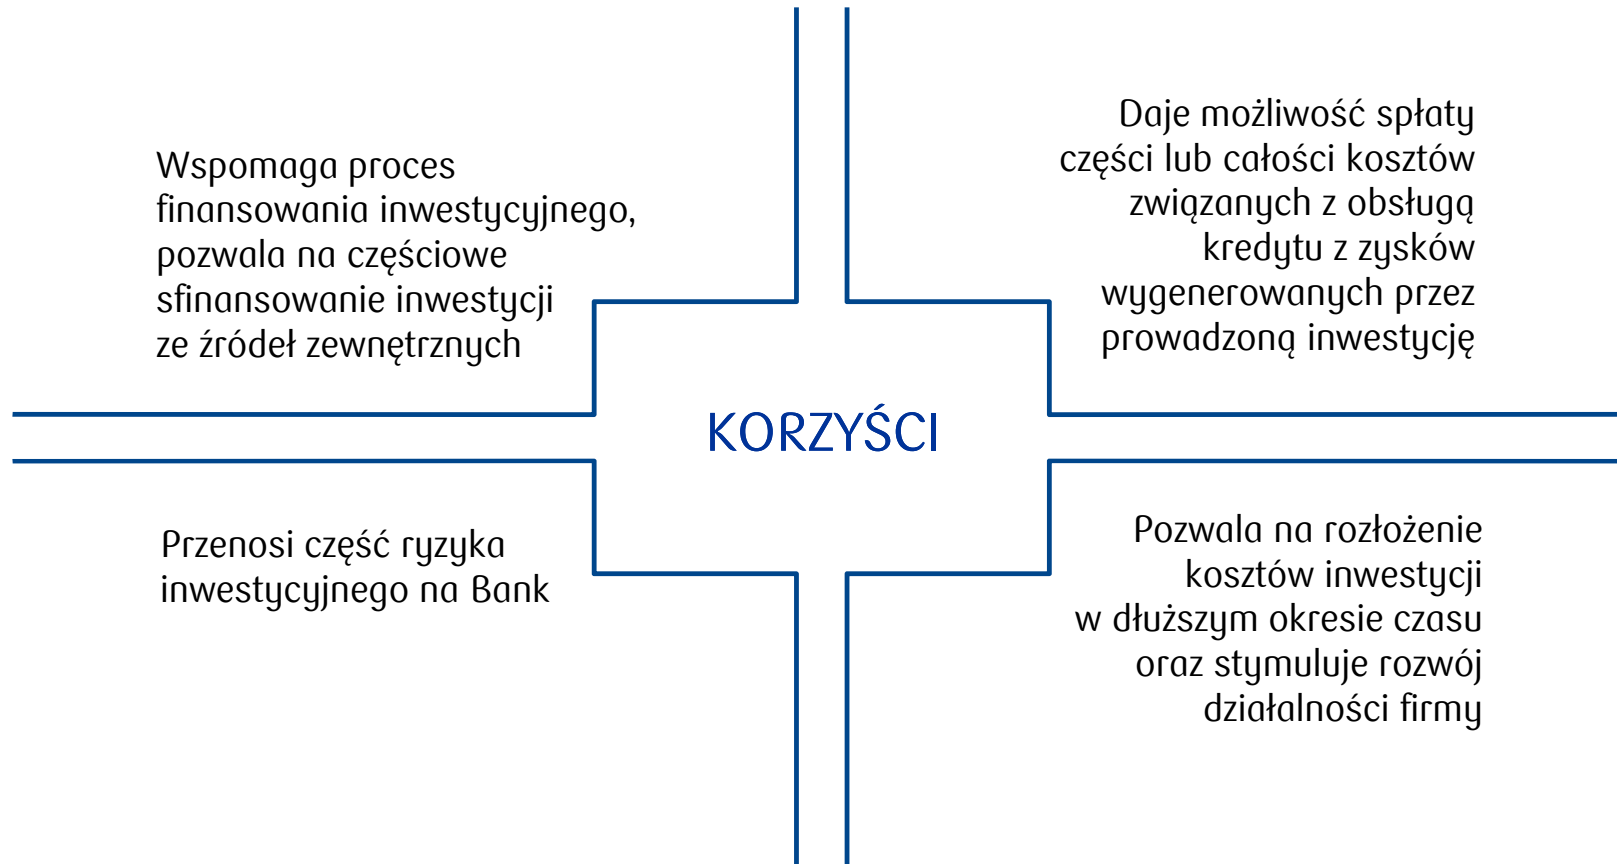 Wspomaga proces
finansowania inwestycyjnego,
pozwala na częściowe
sfinansowanie inwestycji
ze źródeł zewnętrznych
Daje możliwość spłaty
części lub całości kosztów
związanych z obsługą
kredytu z zysków
wygenerowanych przez
prowadzoną inwestycję
KORZYŚCI
Przenosi część ryzyka
inwestycyjnego na Bank
Pozwala na rozłożenie
kosztów inwestycji
w dłuższym okresie czasu
oraz stymuluje rozwój
działalności firmy